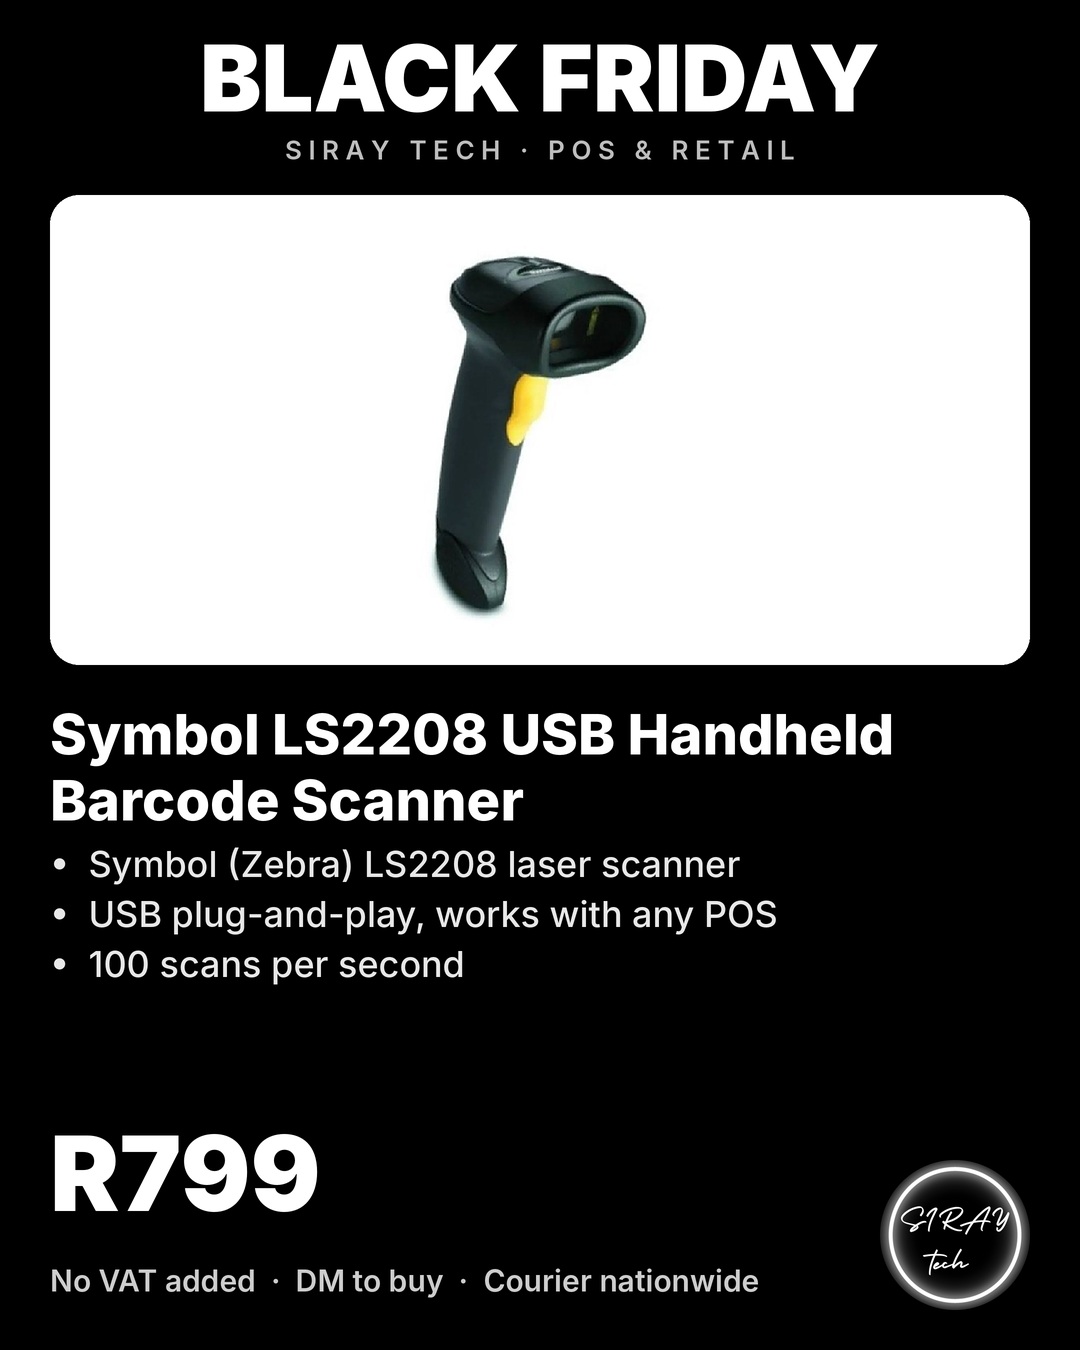 BLACK FRIDAY
SIRAY TECH · POS & RETAIL
Symbol LS2208 USB Handheld
Barcode Scanner
• Symbol (Zebra) LS2208 laser scanner
• USB plug-and-play, works with any POS
• 100 scans per second
R799
SIRAY
tech
No VAT added · DM to buy · Courier nationwide